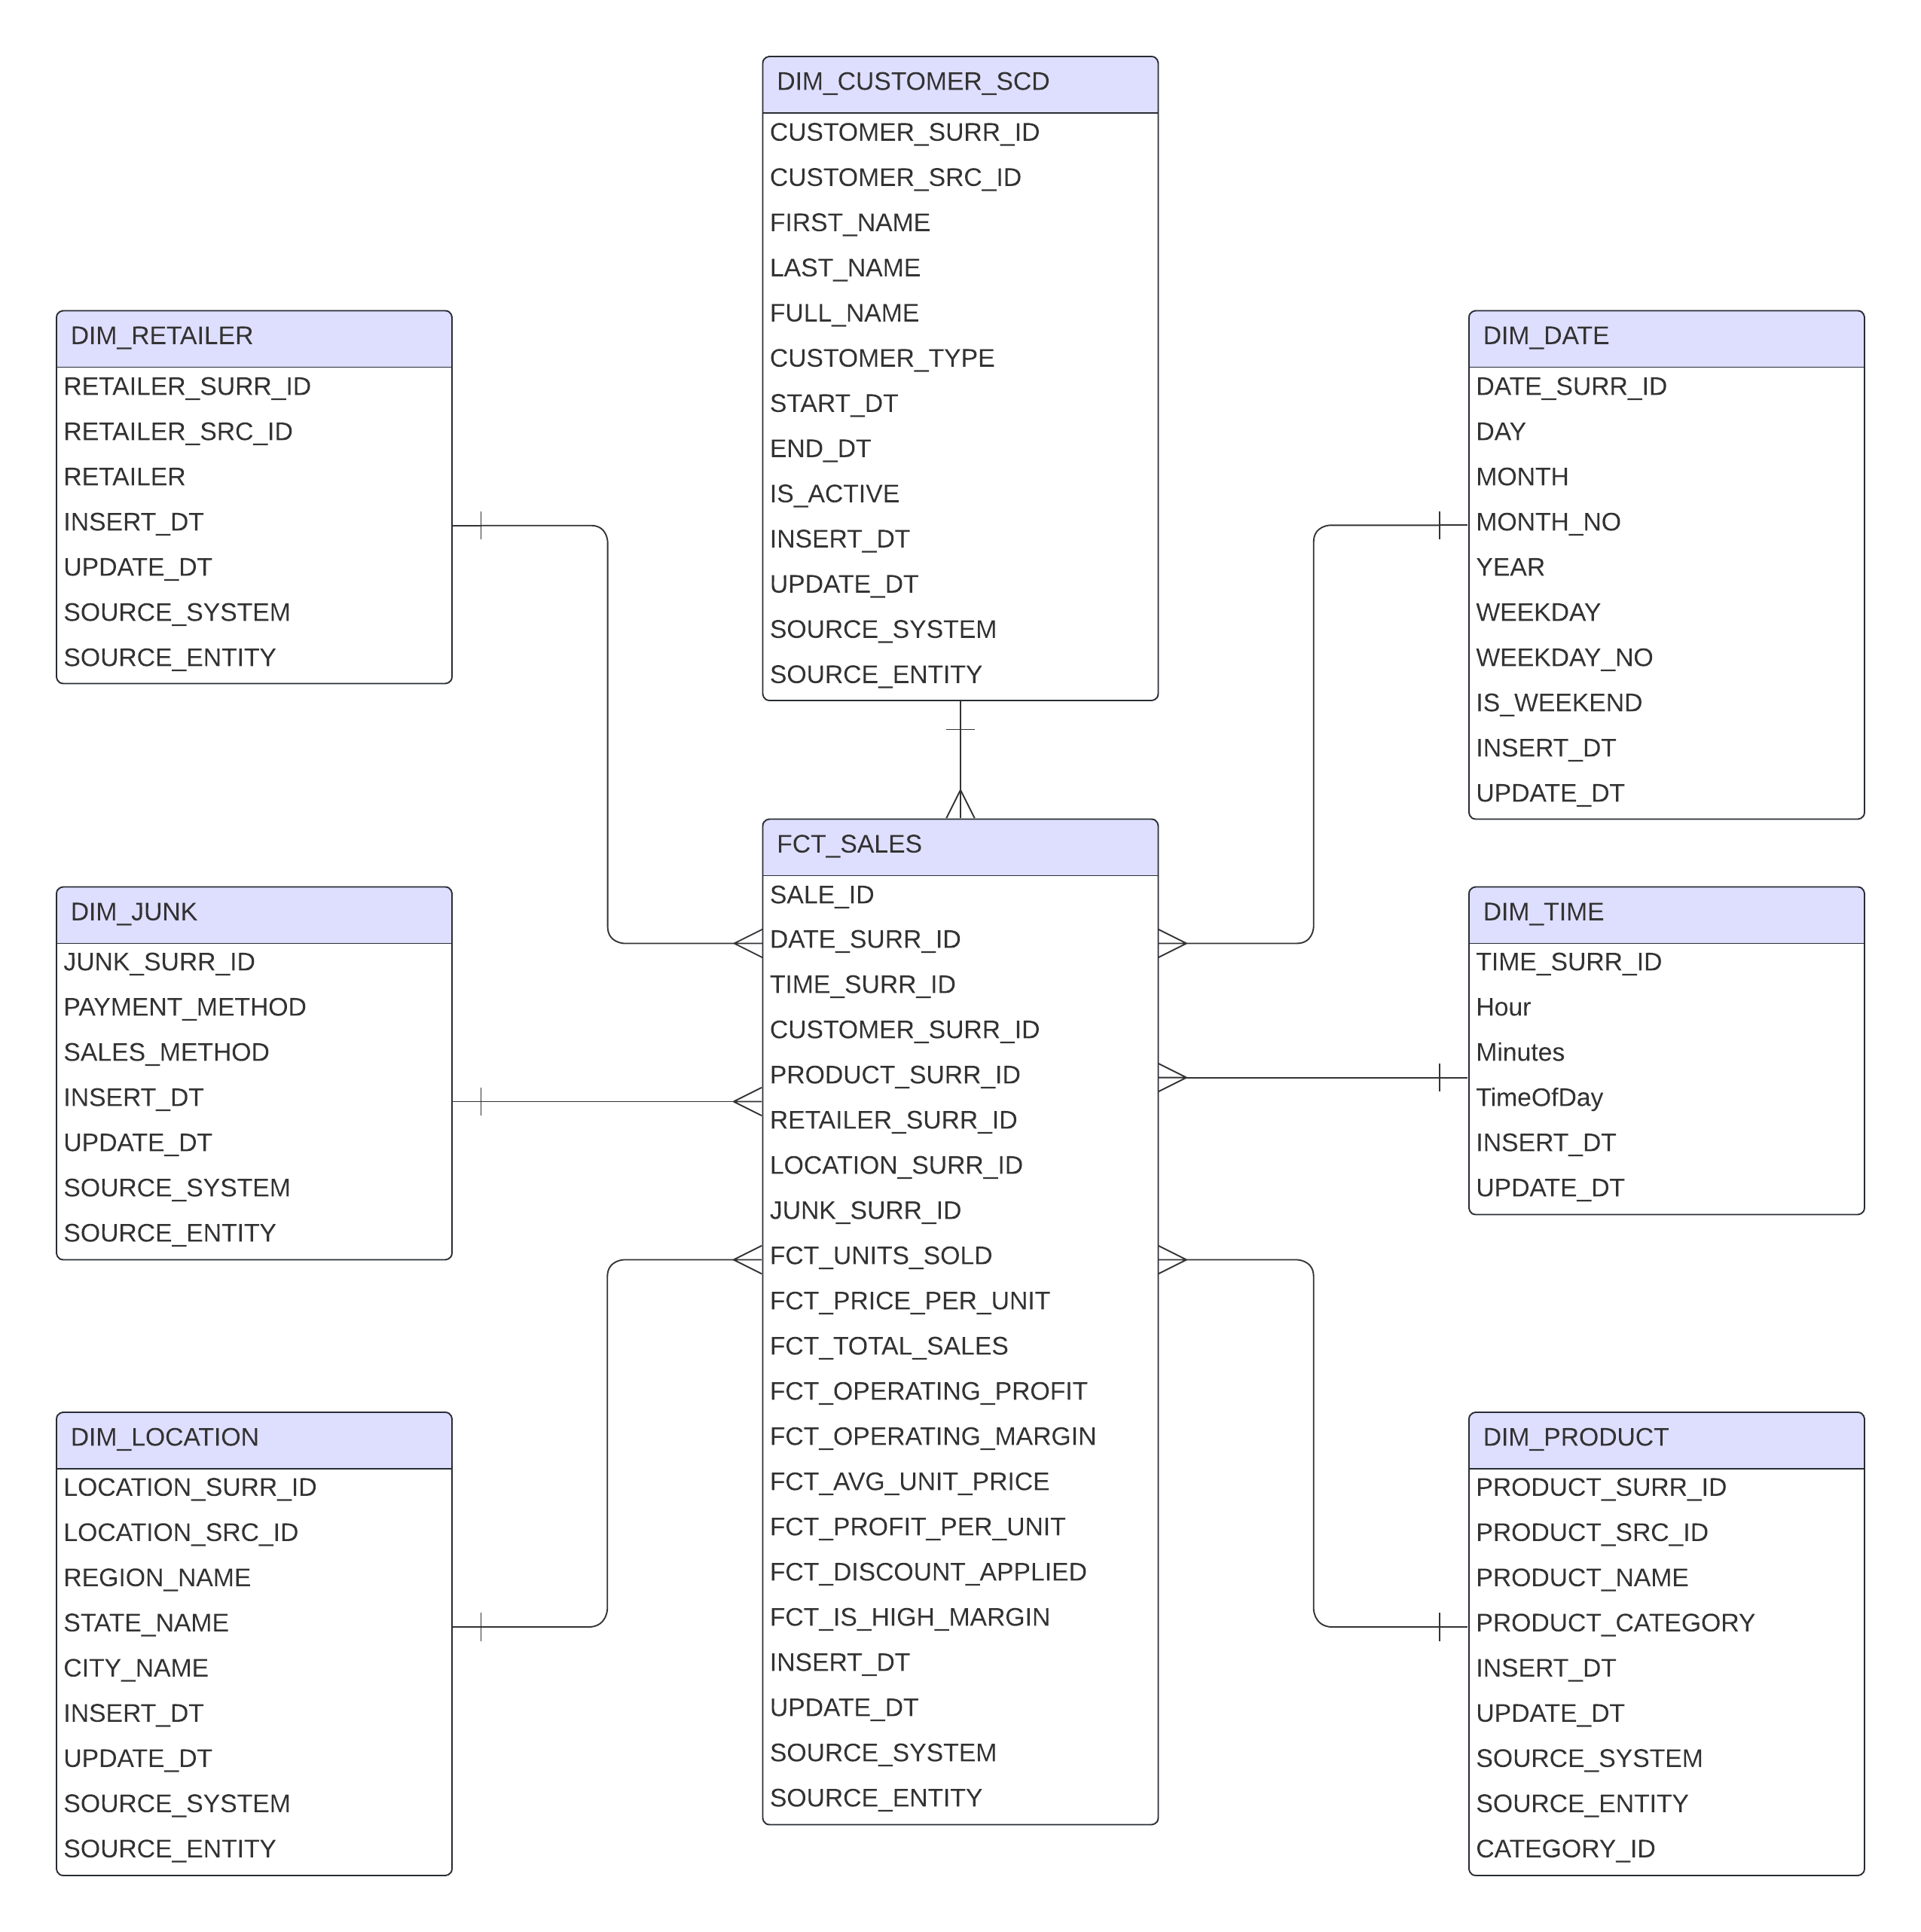 DIM_CUSTOMER_SCD
CUSTOMER_SURR_ID
CUSTOMER_SRC_ID
FIRST_NAME
LAST_NAME
FULL_NAME
CUSTOMER_TYPE
START_DT
END_DT
IS_ACTIVE
INSERT_DT
UPDATE_DT
SOURCE_SYSTEM
SOURCE_ENTITY
DIM_RETAILER
RETAILER_SURR_ID
RETAILER_SRC_ID
RETAILER
INSERT_DT
UPDATE_DT
SOURCE_SYSTEM
SOURCE_ENTITY
DIM_DATE
DATE_SURR_ID
DAY
MONTH
MONTH_NO
YEAR
WEEKDAY
WEEKDAY_NO
IS_WEEKEND
INSERT_DT
UPDATE_DT
FCT_SALES
SALE_ID
DATE_SURR_ID
TIME_SURR_ID
CUSTOMER_SURR_ID
PRODUCT_SURR_ID
RETAILER_SURR_ID
LOCATION_SURR_ID
JUNK_SURR_ID
FCT_UNITS_SOLD
FCT_PRICE_PER_UNIT
FCT_TOTAL_SALES
FCT_OPERATING_PROFIT
FCT_OPERATING_MARGIN
FCT_AVG_UNIT_PRICE
FCT_PROFIT_PER_UNIT
FCT_DISCOUNT_APPLIED
FCT_IS_HIGH_MARGIN
INSERT_DT
UPDATE_DT
SOURCE_SYSTEM
SOURCE_ENTITY
DIM_JUNK
JUNK_SURR_ID
PAYMENT_METHOD
SALES_METHOD
INSERT_DT
UPDATE_DT
SOURCE_SYSTEM
SOURCE_ENTITY
DIM_TIME
TIME_SURR_ID
Hour
Minutes
TimeOfDay
INSERT_DT
UPDATE_DT
DIM_LOCATION
LOCATION_SURR_ID
LOCATION_SRC_ID
REGION_NAME
STATE_NAME
CITY_NAME
INSERT_DT
UPDATE_DT
SOURCE_SYSTEM
SOURCE_ENTITY
DIM_PRODUCT
PRODUCT_SURR_ID
PRODUCT_SRC_ID
PRODUCT_NAME
PRODUCT_CATEGORY
INSERT_DT
UPDATE_DT
SOURCE_SYSTEM
SOURCE_ENTITY
CATEGORY_ID